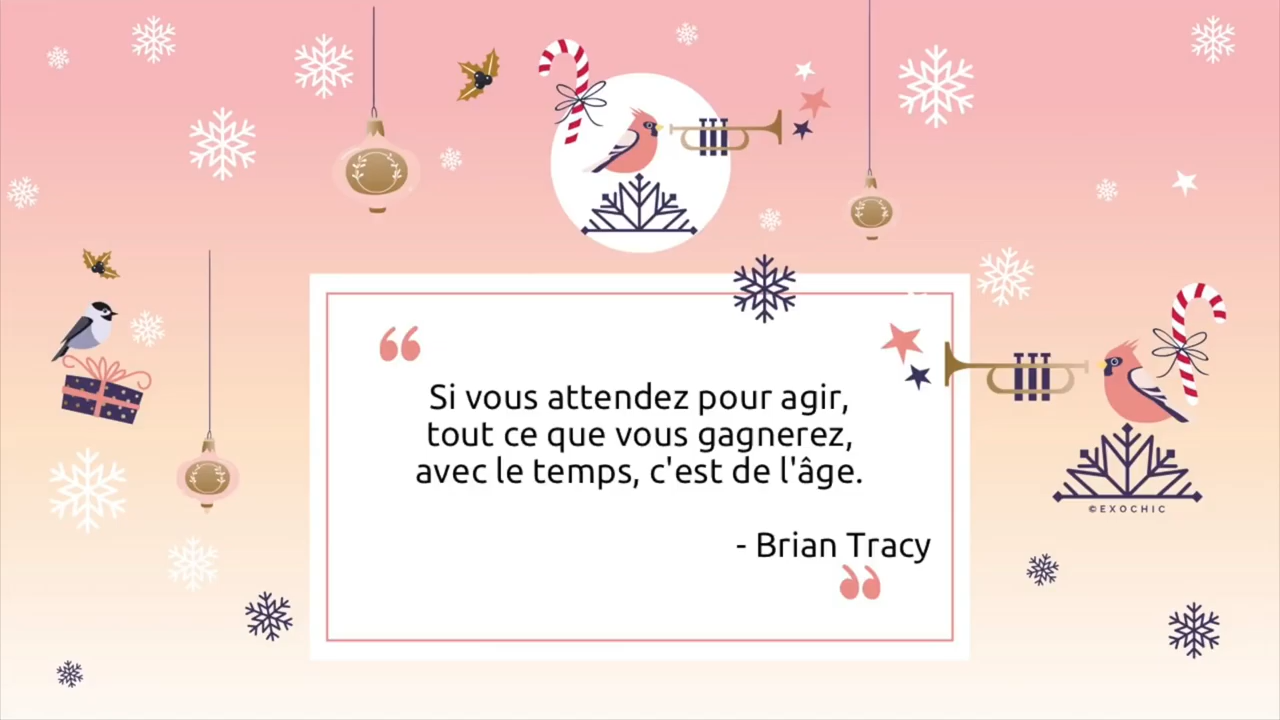 Si vous attendez pour agir,
tout ce que vous gagnerez,
avec le temps, c'est de l'âge.
- Brian Tracy
©EXOCHIC